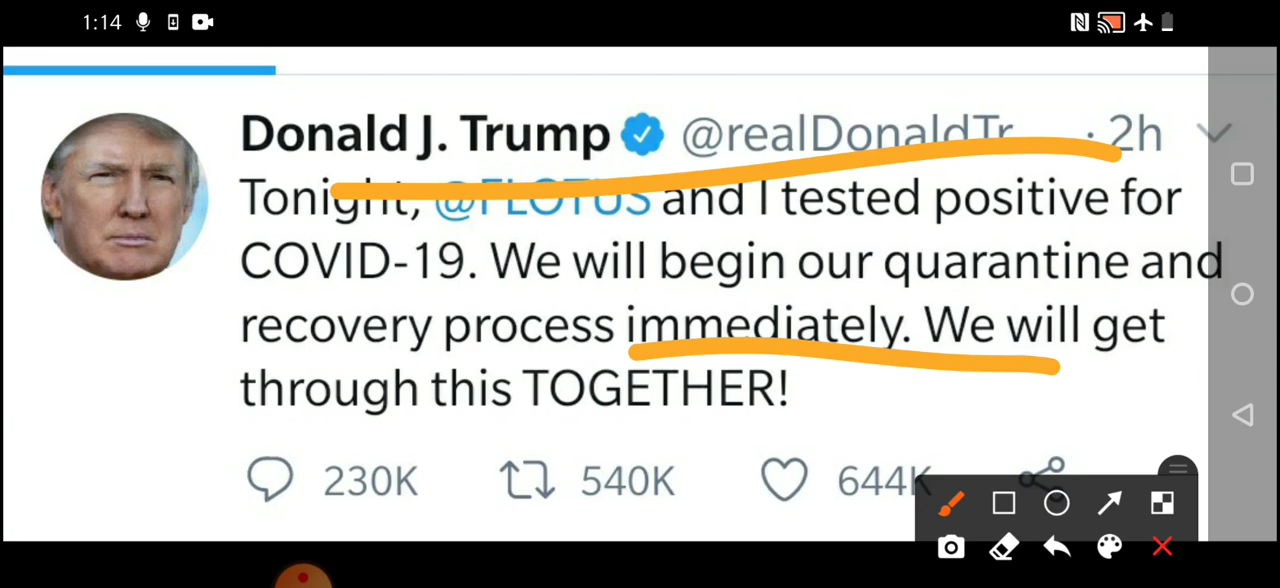 1:14
Donald J. Trump @realDonaldTr... · 2h
Tonight, @FLOTUS and I tested positive for
COVID-19. We will begin our quarantine and
recovery process immediately. We will get
through this TOGETHER!
230K 540K 644K